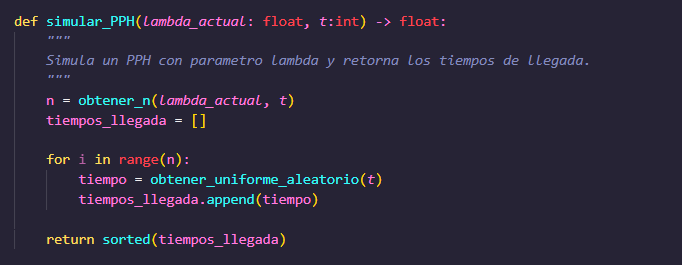 def simular_PPH(lambda_actual: float, t:int) -> float:
    """
    Simula un PPH con parametro lambda y retorna los tiempos de llegada.
    """
    n = obtener_n(lambda_actual, t)
    tiempos_llegada = []

    for i in range(n):
        tiempo = obtener_uniforme_aleatorio(t)
        tiempos_llegada.append(tiempo)

    return sorted(tiempos_llegada)